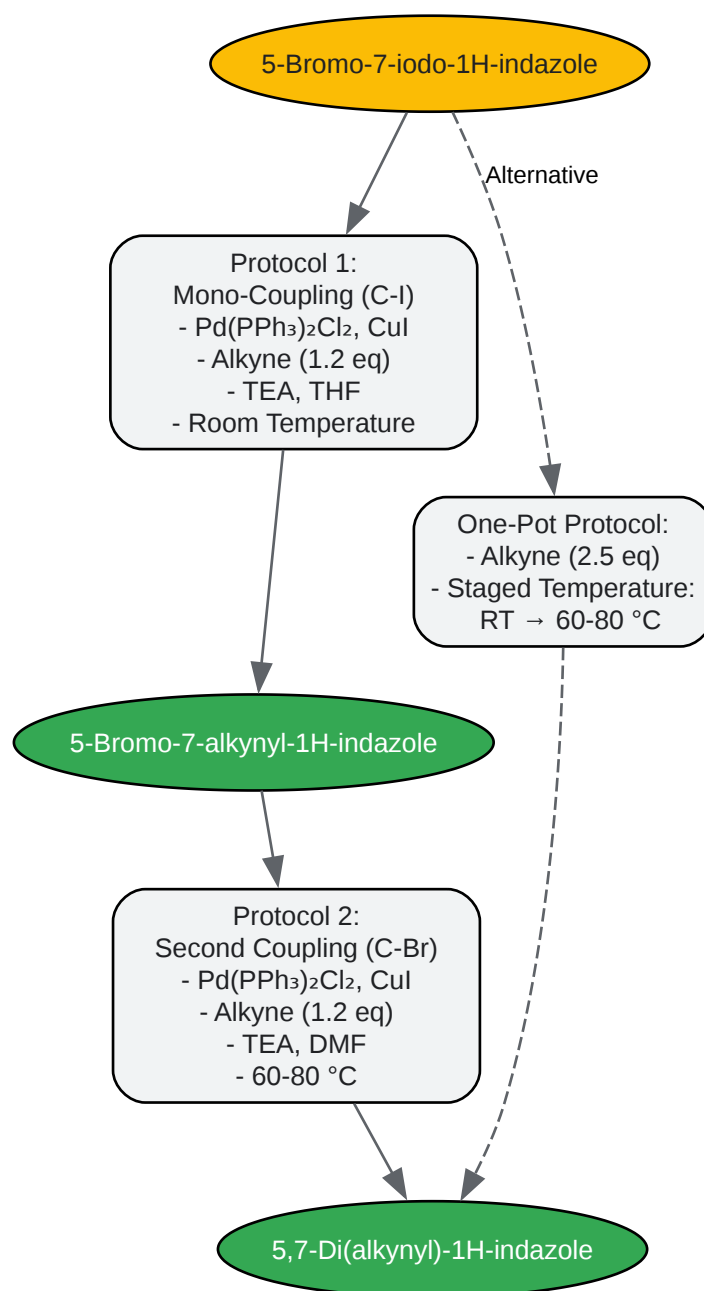 5-Bromo-7-iodo-1H-indazole
Alternative
Protocol 1:
Mono-Coupling (C-I)
- Pd(PPh₃)₂Cl₂, CuI
- Alkyne (1.2 eq)
- TEA, THF
- Room Temperature
One-Pot Protocol:
- Alkyne (2.5 eq)
- Staged Temperature:
RT → 60-80 °C
5-Bromo-7-alkynyl-1H-indazole
Protocol 2:
Second Coupling (C-Br)
- Pd(PPh₃)₂Cl₂, CuI
- Alkyne (1.2 eq)
- TEA, DMF
- 60-80 °C
5,7-Di(alkynyl)-1H-indazole